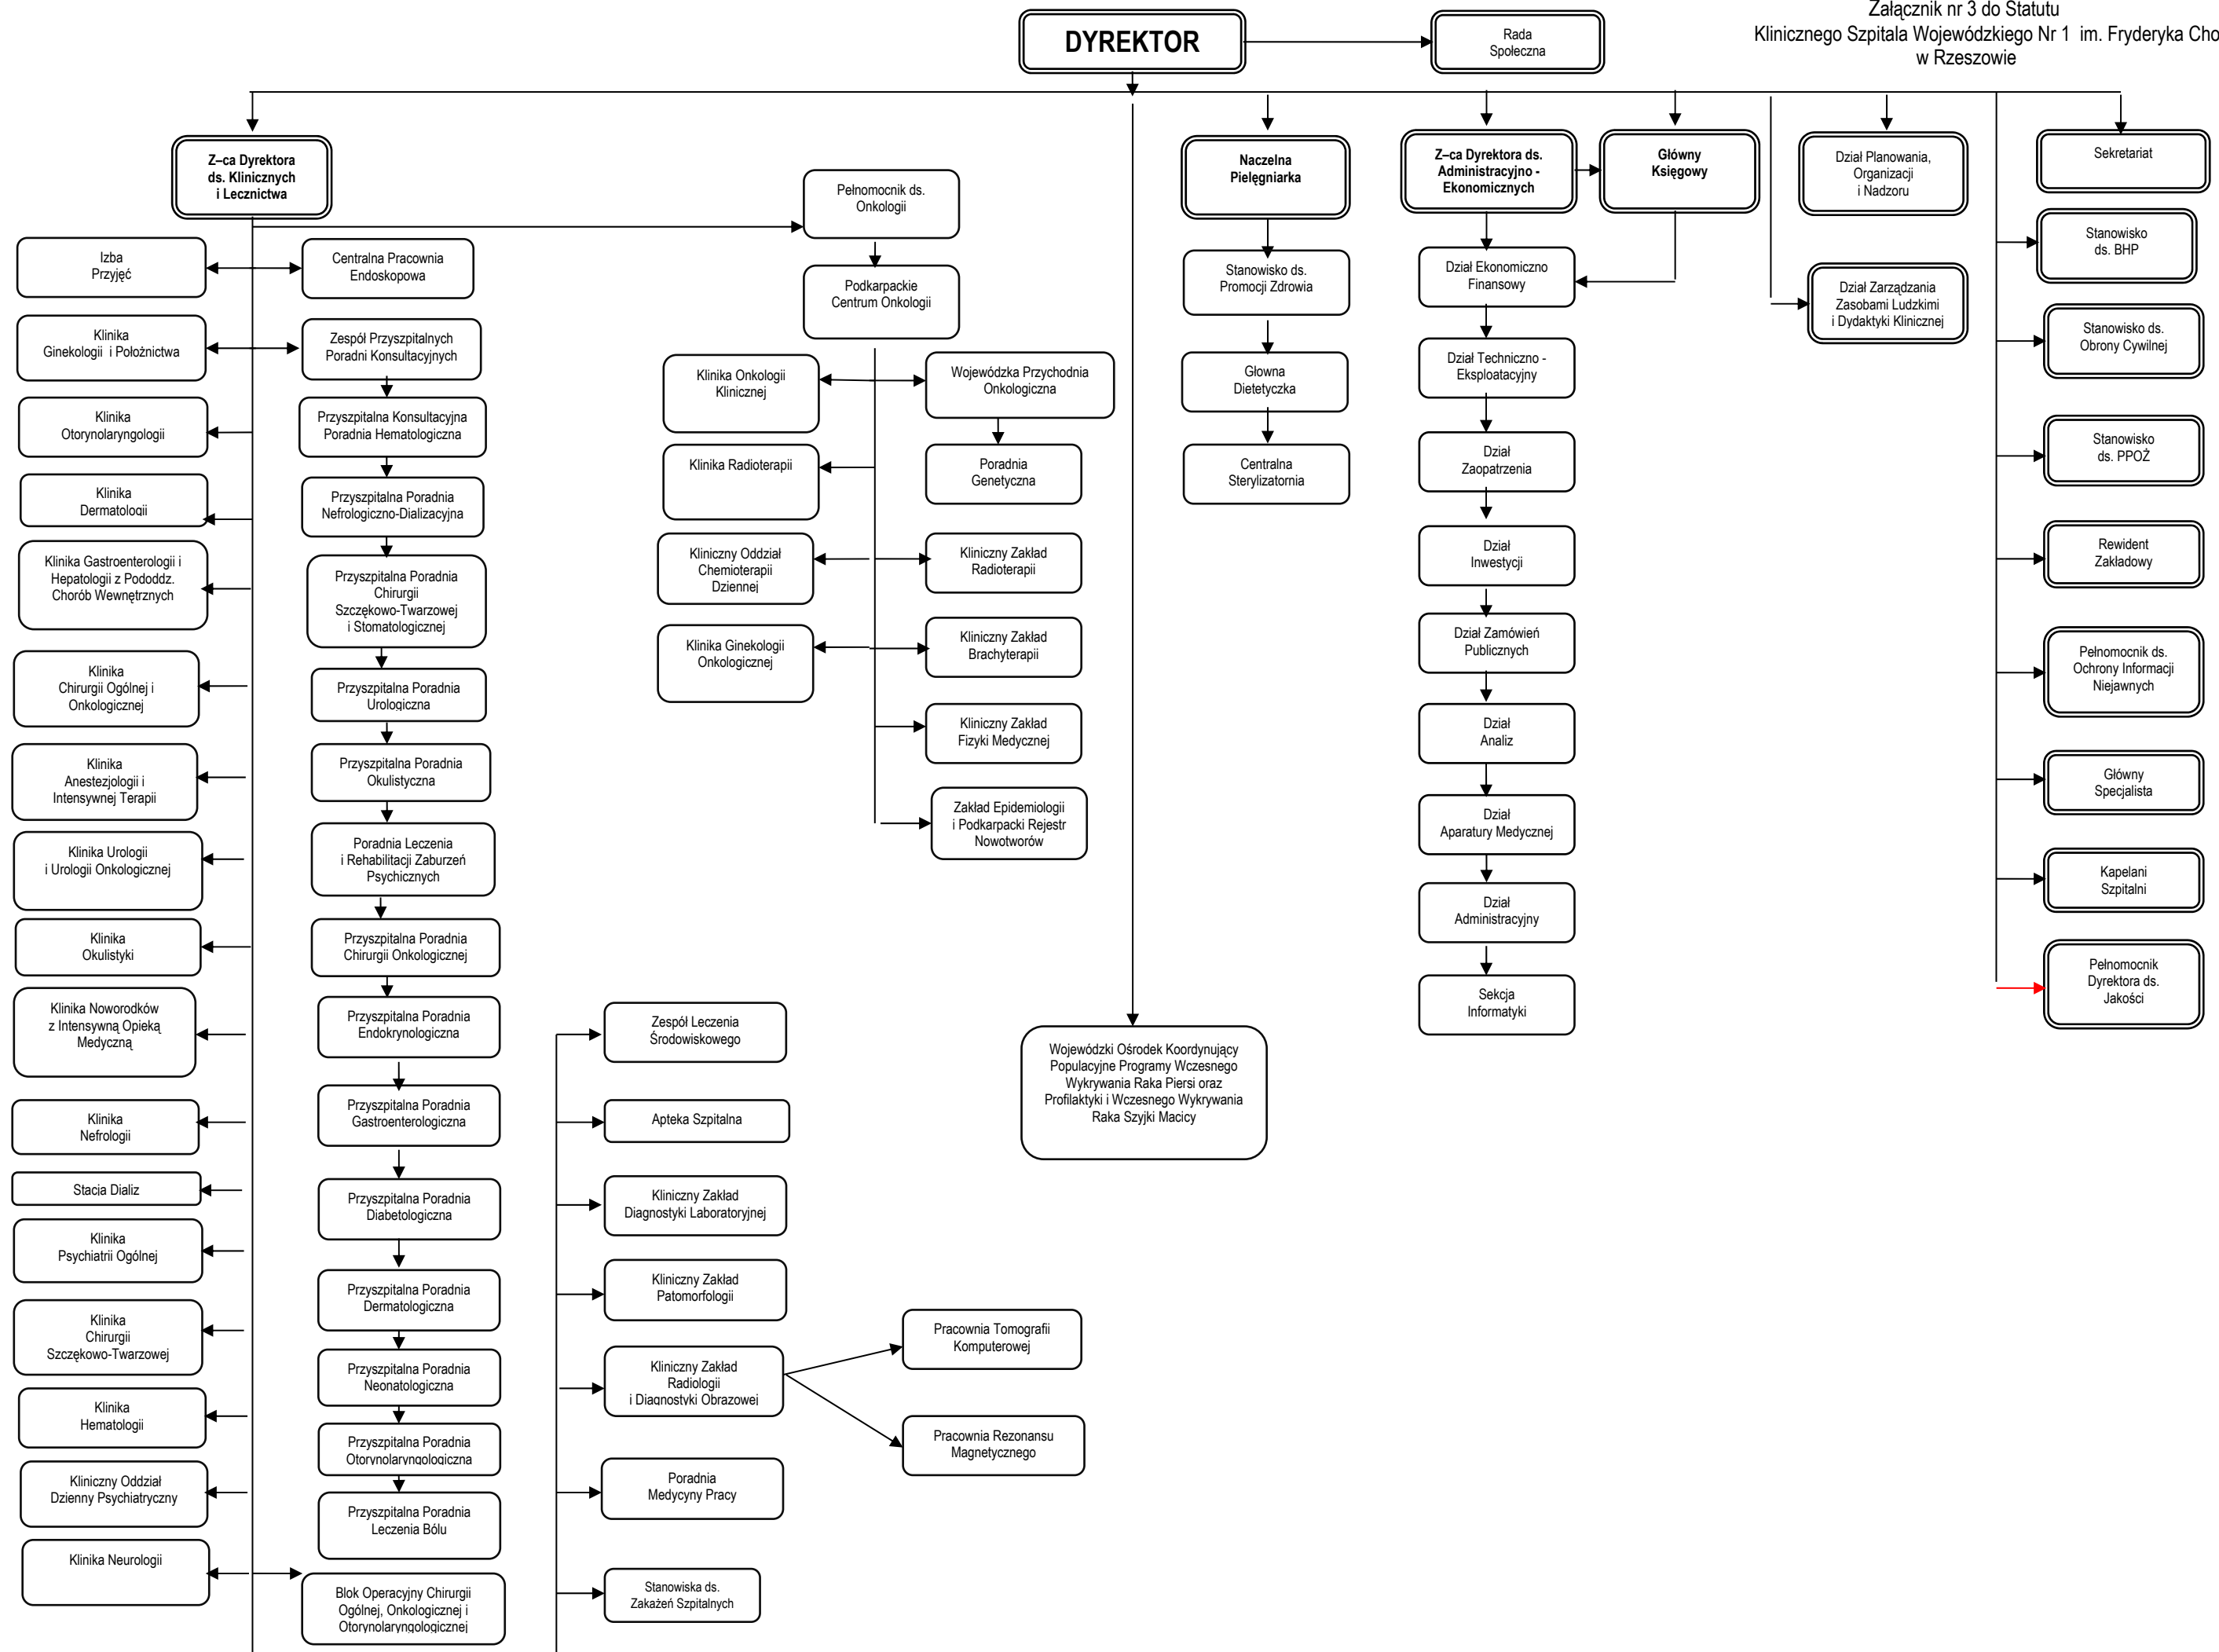 Załącznik nr 3 do Statutu
Klinicznego Szpitala Wojewódzkiego Nr 1 im. Fryderyka Cho
w Rzeszowie
DYREKTOR
Rada
Społeczna
Z–ca Dyrektora
ds. Klinicznych
i Lecznictwa
Naczelna
Pielęgniarka
Z–ca Dyrektora ds.
Administracyjno -
Ekonomicznych
Główny
Księgowy
Dział Planowania,
Organizacji
i Nadzoru
Sekretariat
Pełnomocnik ds.
Onkologii
Podkarpackie
Centrum Onkologii
Izba
Przyjęć
Klinika
Ginekologii i Położnictwa
Klinika
Otorynolaryngologii
Klinika
Dermatologii
Klinika Gastroenterologii i
Hepatologii z Pododdz.
Chorób Wewnętrznych
Klinika
Chirurgii Ogólnej i
Onkologicznej
Klinika
Anestezjologii i
Intensywnej Terapii
Klinika Urologii
i Urologii Onkologicznej
Klinika
Okulistyki
Klinika Noworodków
z Intensywną Opieką
Medyczną
Klinika
Nefrologii
Stacja Dializ
Klinika
Psychiatrii Ogólnej
Klinika
Chirurgii
Szczękowo-Twarzowej
Klinika
Hematologii
Kliniczny Oddział
Dzienny Psychiatryczny
Klinika Neurologii
Centralna Pracownia
Endoskopowa
Zespół Przyszpitalnych
Poradni Konsultacyjnych
Przyszpitalna Konsultacyjna
Poradnia Hematologiczna
Przyszpitalna Poradnia
Nefrologiczno-Dializacyjna
Przyszpitalna Poradnia
Chirurgii
Szczękowo-Twarzowej
i Stomatologicznej
Przyszpitalna Poradnia
Urologiczna
Przyszpitalna Poradnia
Okulistyczna
Poradnia Leczenia
i Rehabilitacji Zaburzeń
Psychicznych
Przyszpitalna Poradnia
Chirurgii Onkologicznej
Przyszpitalna Poradnia
Endokrynologiczna
Przyszpitalna Poradnia
Gastroenterologiczna
Przyszpitalna Poradnia
Diabetologiczna
Przyszpitalna Poradnia
Dermatologiczna
Przyszpitalna Poradnia
Neonatologiczna
Przyszpitalna Poradnia
Otorynolaryngologiczna
Przyszpitalna Poradnia
Leczenia Bólu
Blok Operacyjny Chirurgii
Ogólnej, Onkologicznej i
Otorynolaryngologicznej
Zespół Leczenia
Środowiskowego
Apteka Szpitalna
Kliniczny Zakład
Diagnostyki Laboratoryjnej
Kliniczny Zakład
Patomorfologii
Kliniczny Zakład
Radiologii
i Diagnostyki Obrazowej
Poradnia
Medycyny Pracy
Stanowiska ds.
Zakażeń Szpitalnych
Pracownia Tomografii
Komputerowej
Pracownia Rezonansu
Magnetycznego
Klinika Onkologii
Klinicznej
Klinika Radioterapii
Kliniczny Oddział
Chemioterapii
Dziennej
Klinika Ginekologii
Onkologicznej
Wojewódzka Przychodnia
Onkologiczna
Poradnia
Genetyczna
Kliniczny Zakład
Radioterapii
Kliniczny Zakład
Brachyterapii
Kliniczny Zakład
Fizyki Medycznej
Zakład Epidemiologii
i Podkarpacki Rejestr
Nowotworów
Wojewódzki Ośrodek Koordynujący
Populacyjne Programy Wczesnego
Wykrywania Raka Piersi oraz
Profilaktyki i Wczesnego Wykrywania
Raka Szyjki Macicy
Stanowisko ds.
Promocji Zdrowia
Głowna
Dietetyczka
Centralna
Sterylizatornia
Dział Ekonomiczno
Finansowy
Dział Techniczno -
Eksploatacyjny
Dział
Zaopatrzenia
Dział
Inwestycji
Dział Zamówień
Publicznych
Dział
Analiz
Dział
Aparatury Medycznej
Dział
Administracyjny
Sekcja
Informatyki
Dział Zarządzania
Zasobami Ludzkimi
i Dydaktyki Klinicznej
Stanowisko
ds. BHP
Stanowisko ds.
Obrony Cywilnej
Stanowisko
ds. PPOŻ
Rewident
Zakładowy
Pełnomocnik ds.
Ochrony Informacji
Niejawnych
Główny
Specjalista
Kapelani
Szpitalni
Pełnomocnik
Dyrektora ds.
Jakości